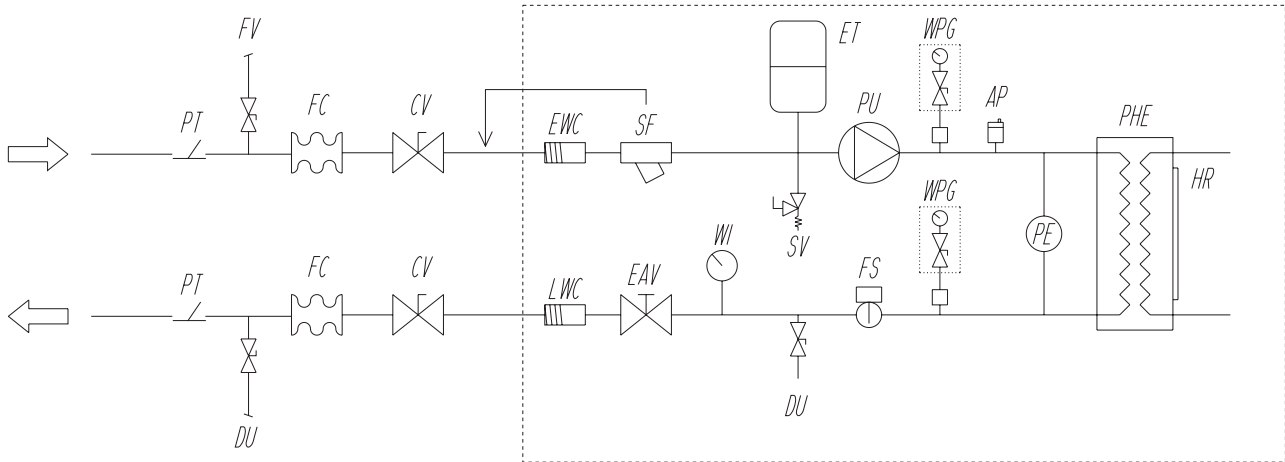 FV
ET
WPG
PT
FC
CV
EWC
SF
PU
AP
PHE
HR
WPG
SV
PE
WI
PT
FC
CV
LWC
EAV
FS
DU
DU